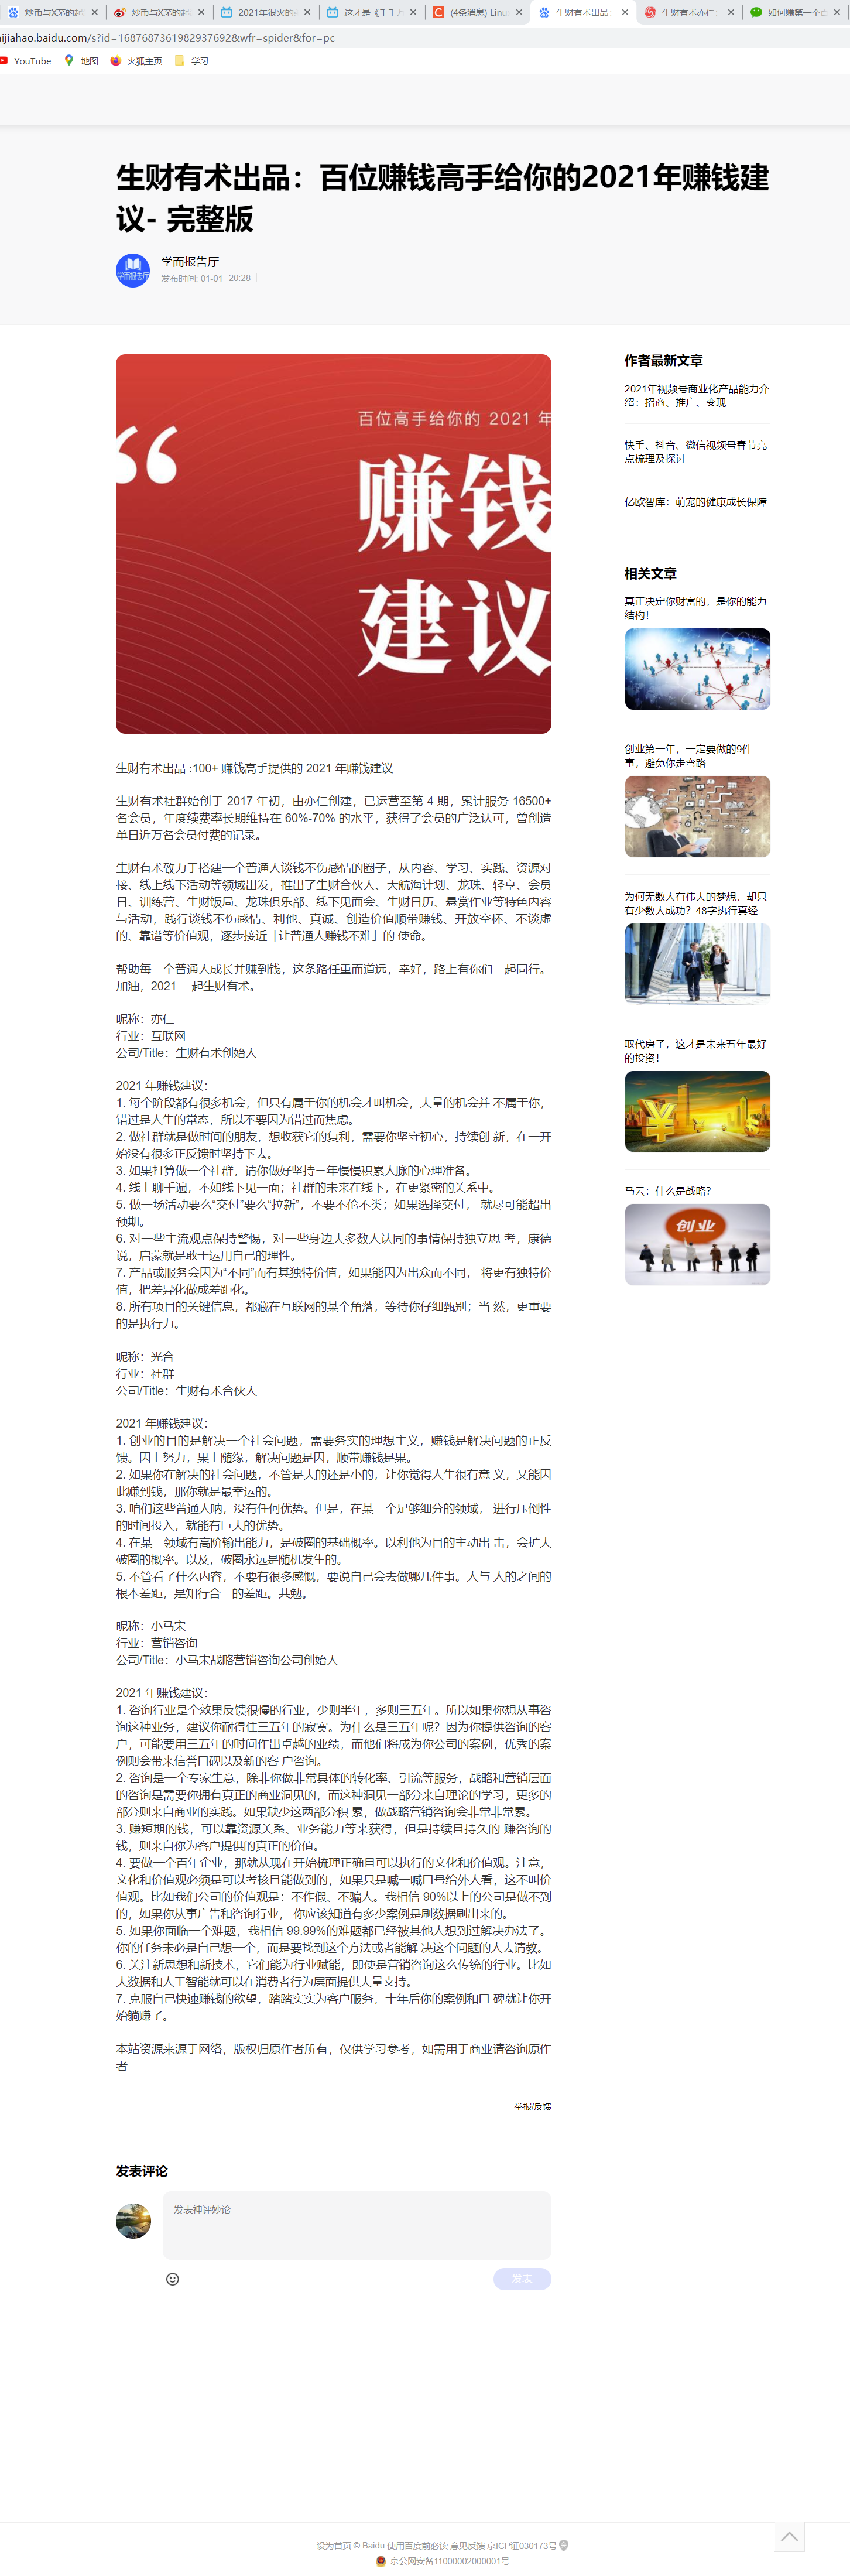 炒币与X茅的起
炒币与X茅的起
2021年很火的
这才是《千千万
(4条消息) Linu
生财有术出品：
生财有术亦仁:
如何赚第一个百
aijiahao.baidu.com/s?id=1687687361982937692&wfr=spider&for=pc
YouTube
地图
火狐主页
学习
生财有术出品：百位赚钱高手给你的2021年赚钱建
议- 完整版
学而报告厅
学而报告厅
发布时间: 01-01 20:28
百位高手给你的 2021 年
赚钱
建议
生财有术出品 :100+ 赚钱高手提供的 2021 年赚钱建议
生财有术社群始创于 2017 年初，由亦仁创建，已运营至第 4 期，累计服务 16500+
名会员，年度续费率长期维持在 60%-70% 的水平，获得了会员的广泛认可，曾创造
单日近万名会员付费的记录。
生财有术致力于搭建一个普通人谈钱不伤感情的圈子，从内容、学习、实践、资源对
接、线上线下活动等领域出发，推出了生财合伙人、大航海计划、龙珠、轻享、会员
日、训练营、生财饭局、龙珠俱乐部、线下见面会、生财日历、悬赏作业等特色内容
与活动，践行谈钱不伤感情、利他、真诚、创造价值顺带赚钱、开放空杯、不谈虚
的、靠谱等价值观，逐步接近「让普通人赚钱不难」的 使命。
帮助每一个普通人成长并赚到钱，这条路任重而道远，幸好，路上有你们一起同行。
加油，2021 一起生财有术。
昵称：亦仁
行业：互联网
公司/Title：生财有术创始人
2021 年赚钱建议：
1. 每个阶段都有很多机会，但只有属于你的机会才叫机会，大量的机会并 不属于你，
错过是人生的常态，所以不要因为错过而焦虑。
2. 做社群就是做时间的朋友，想收获它的复利，需要你坚守初心，持续创 新，在一开
始没有很多正反馈时坚持下去。
3. 如果打算做一个社群，请你做好坚持三年慢慢积累人脉的心理准备。
4. 线上聊千遍，不如线下见一面；社群的未来在线下，在更紧密的关系中。
5. 做一场活动要么“交付”要么“拉新”，不要不伦不类；如果选择交付， 就尽可能超出
预期。
6. 对一些主流观点保持警惕，对一些身边大多数人认同的事情保持独立思 考，康德
说，启蒙就是敢于运用自己的理性。
7. 产品或服务会因为“不同”而有其独特价值，如果能因为出众而不同， 将更有独特价
值，把差异化做成差距化。
8. 所有项目的关键信息，都藏在互联网的某个角落，等待你仔细甄别；当 然，更重要
的是执行力。
昵称：光合
行业：社群
公司/Title：生财有术合伙人
2021 年赚钱建议：
1. 创业的目的是解决一个社会问题，需要务实的理想主义，赚钱是解决问题的正反
馈。因上努力，果上随缘，解决问题是因，顺带赚钱是果。
2. 如果你在解决的社会问题，不管是大的还是小的，让你觉得人生很有意 义，又能因
此赚到钱，那你就是最幸运的。
3. 咱们这些普通人呐，没有任何优势。但是，在某一个足够细分的领域， 进行压倒性
的时间投入，就能有巨大的优势。
4. 在某一领域有高阶输出能力，是破圈的基础概率。以利他为目的主动出 击，会扩大
破圈的概率。以及，破圈永远是随机发生的。
5. 不管看了什么内容，不要有很多感慨，要说自己会去做哪几件事。人与 人的之间的
根本差距，是知行合一的差距。共勉。
昵称：小马宋
行业：营销咨询
公司/Title：小马宋战略营销咨询公司创始人
2021 年赚钱建议：
1. 咨询行业是个效果反馈很慢的行业，少则半年，多则三五年。所以如果你想从事咨
询这种业务，建议你耐得住三五年的寂寞。为什么是三五年呢？因为你提供咨询的客
户，可能要用三五年的时间作出卓越的业绩，而他们将成为你公司的案例，优秀的案
例则会带来信誉口碑以及新的客 户咨询。
2. 咨询是一个专家生意，除非你做非常具体的转化率、引流等服务，战略和营销层面
的咨询是需要你拥有真正的商业洞见的，而这种洞见一部分来自理论的学习，更多的
部分则来自商业的实践。如果缺少这两部分积 累，做战略营销咨询会非常非常累。
3. 赚短期的钱，可以靠资源关系、业务能力等来获得，但是持续且持久的 赚咨询的
钱，则来自你为客户提供的真正的价值。
4. 要做一个百年企业，那就从现在开始梳理正确且可以执行的文化和价值观。注意，
文化和价值观必须是可以考核且能做到的，如果只是喊一喊口号给外人看，这不叫价
值观。比如我们公司的价值观是：不作假、不骗人。我相信 90%以上的公司是做不到
的，如果你从事广告和咨询行业， 你应该知道有多少案例是刷数据刷出来的。
5. 如果你面临一个难题，我相信 99.99%的难题都已经被其他人想到过解决办法了。
你的任务未必是自己想一个，而是要找到这个方法或者能解 决这个问题的人去请教。
6. 关注新思想和新技术，它们能为行业赋能，即使是营销咨询这么传统的行业。比如
大数据和人工智能就可以在消费者行为层面提供大量支持。
7. 克服自己快速赚钱的欲望，踏踏实实为客户服务，十年后你的案例和口 碑就让你开
始躺赚了。
本站资源来源于网络，版权归原作者所有，仅供学习参考，如需用于商业请咨询原作
者
举报/反馈
作者最新文章
2021年视频号商业化产品能力介
绍：招商、推广、变现
快手、抖音、微信视频号春节亮
点梳理及探讨
亿欧智库：萌宠的健康成长保障
相关文章
真正决定你财富的，是你的能力
结构！
创业第一年，一定要做的9件
事，避免你走弯路
为何无数人有伟大的梦想，却只
有少数人成功？48字执行真经…
取代房子，这才是未来五年最好
的投资！
马云：什么是战略？
创业
发表评论
发表神评妙论
发表
设为首页 © Baidu 使用百度前必读 意见反馈 京ICP证030173号
京公网安备11000002000001号